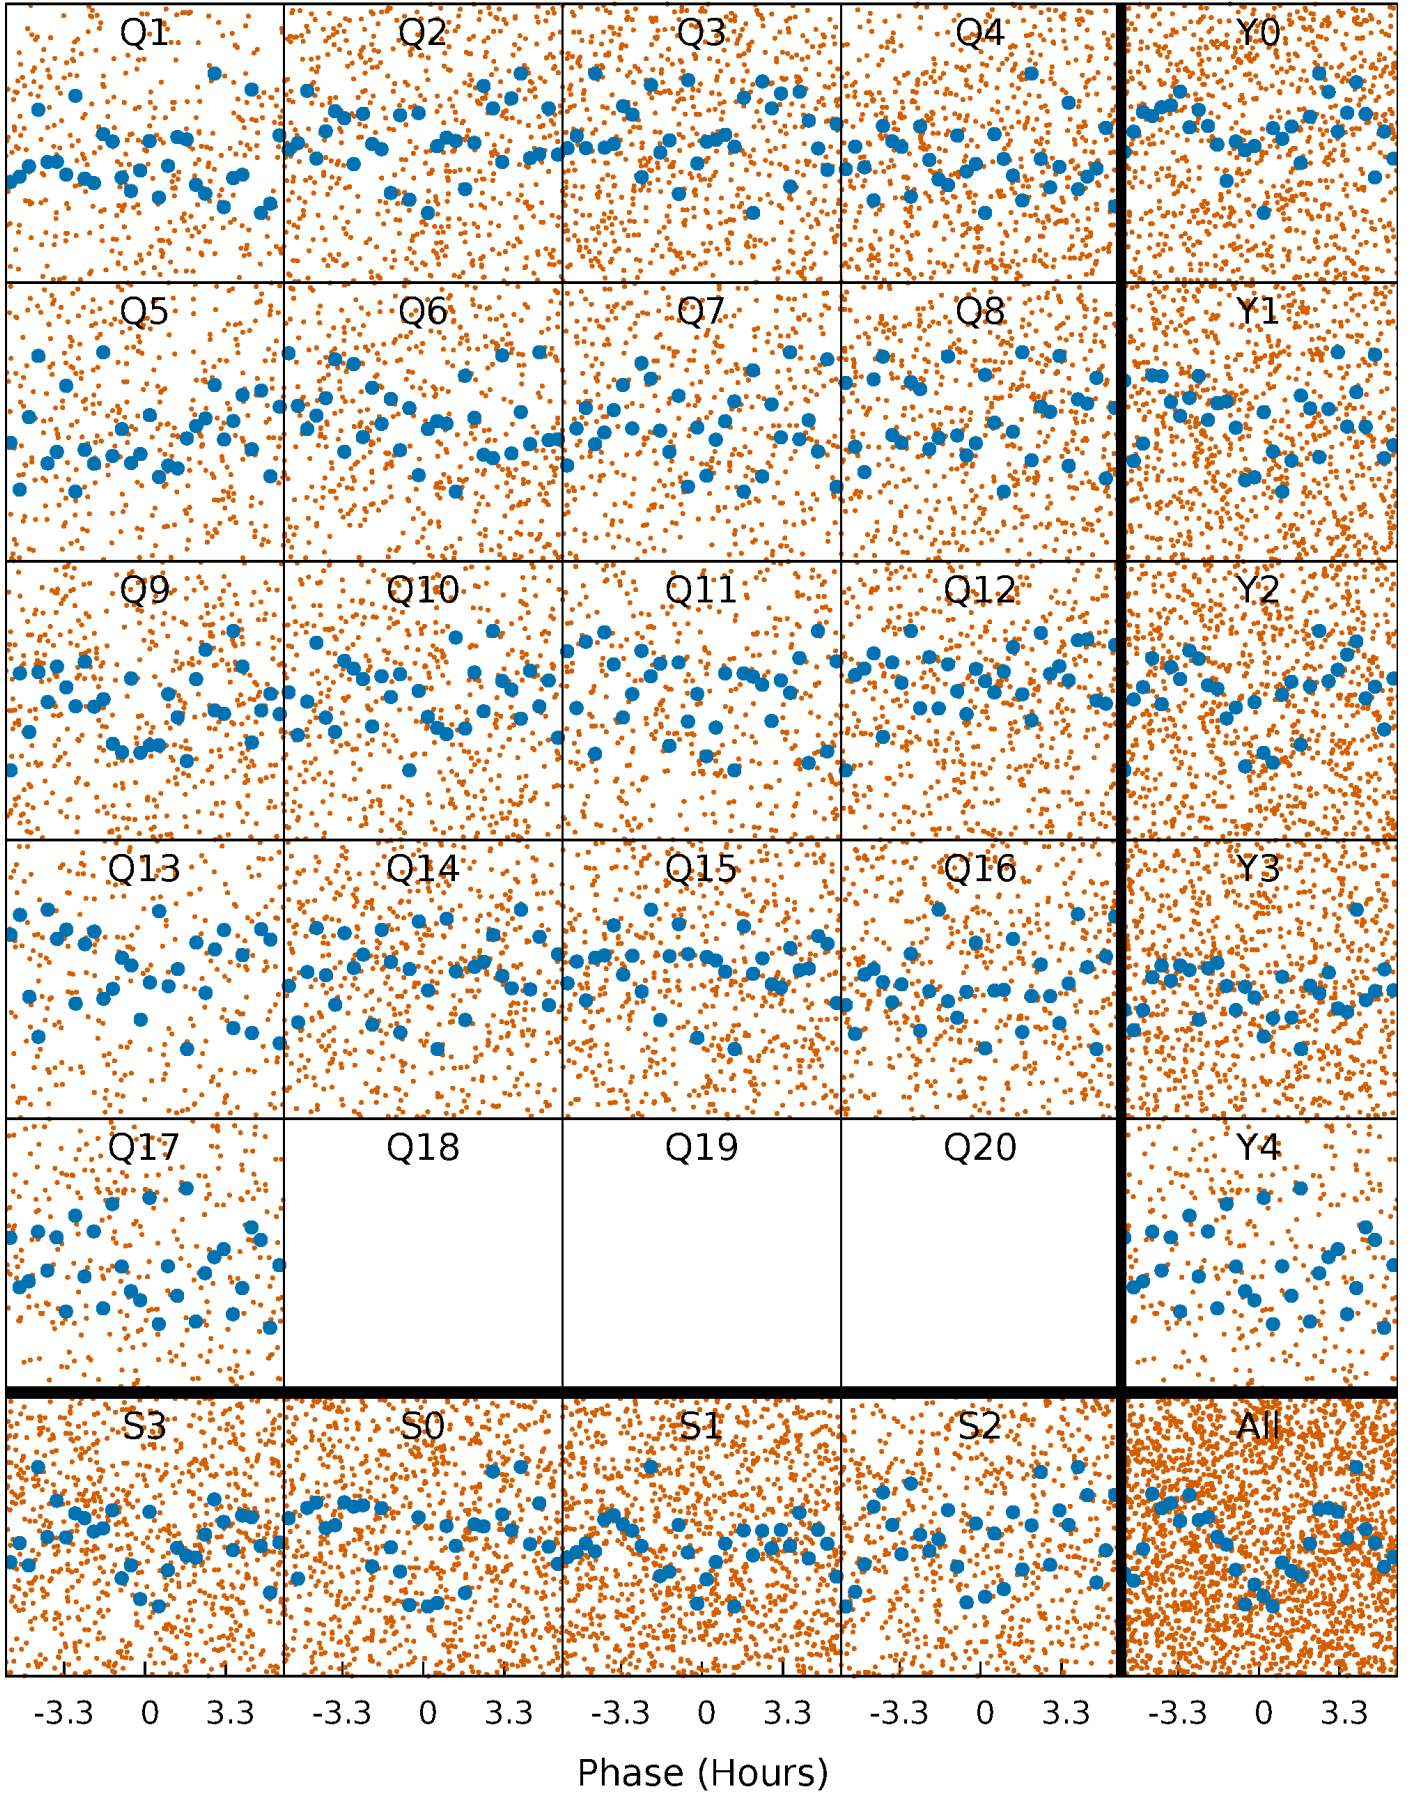 Q1 Q2 Q3 Q4 Y0
Q5 Q6 Q7 Q8 Y1
Q9 Q10 Q11 Q12 Y2
Q13 Q14 Q15 Q16 Y3
Q17 Q18 Q19 Q20 Y4
S3 S0 S1 S2 All
-3.3 0 3.3 -3.3 0 3.3 -3.3 0 3.3 -3.3 0 3.3 -3.3 0 3.3
Phase (Hours)